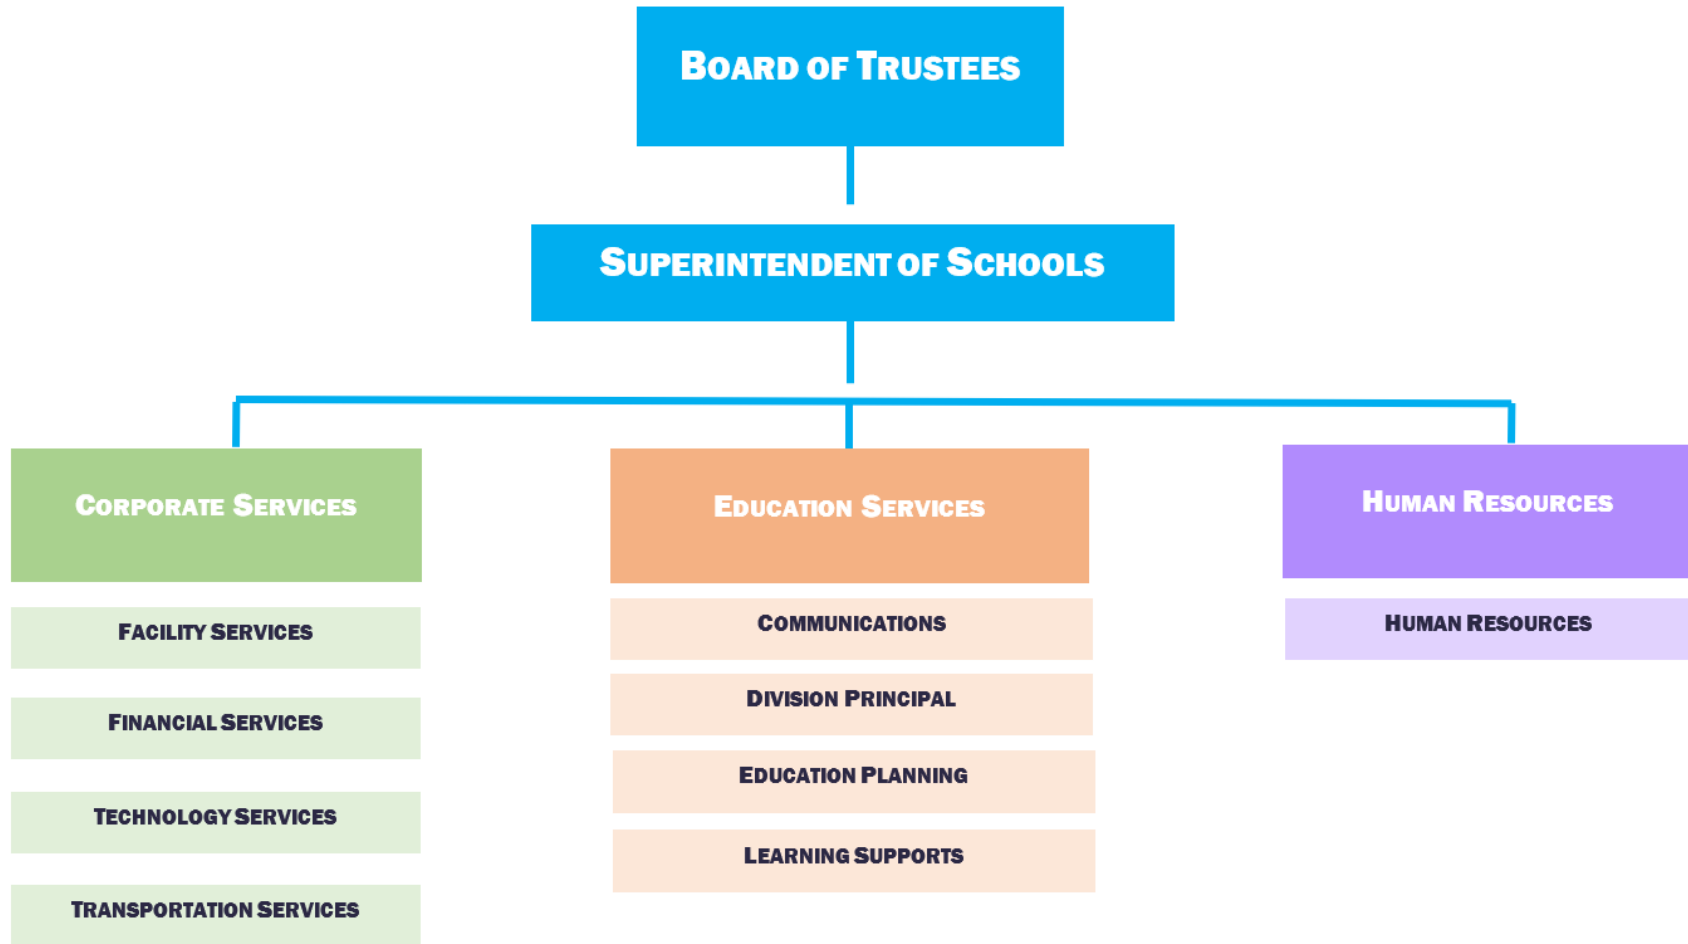 BOARD OF TRUSTEES
SUPERINTENDENT OF SCHOOLS
CORPORATE SERVICES
FACILITY SERVICES
FINANCIAL SERVICES
TECHNOLOGY SERVICES
TRANSPORTATION SERVICES
EDUCATION SERVICES
COMMUNICATIONS
DIVISION PRINCIPAL
EDUCATION PLANNING
LEARNING SUPPORTS
HUMAN RESOURCES
HUMAN RESOURCES